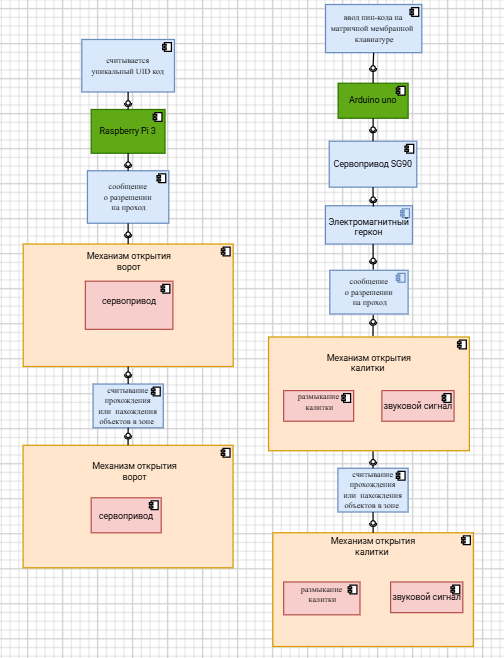 считывается
уникальный UID код
Raspberry Pi 3
сообщение
о разрешении
на проход
Механизм открытия
ворот
сервопривод
считывание
прохождения
или нахождения
объектов в зоне
Механизм открытия
ворот
сервопривод
ввод пин-кода на
матричной мембранной
клавиатуре
Arduino uno
Сервопривод SG90
Электромагнитный
геркон
сообщение
о разрешении
на проход
Механизм открытия
калитки
размыкание
калитки
звуковой сигнал
считывание
прохождения
или нахождения
объектов в зоне
Механизм открытия
калитки
размыкание
калитки
звуковой сигнал